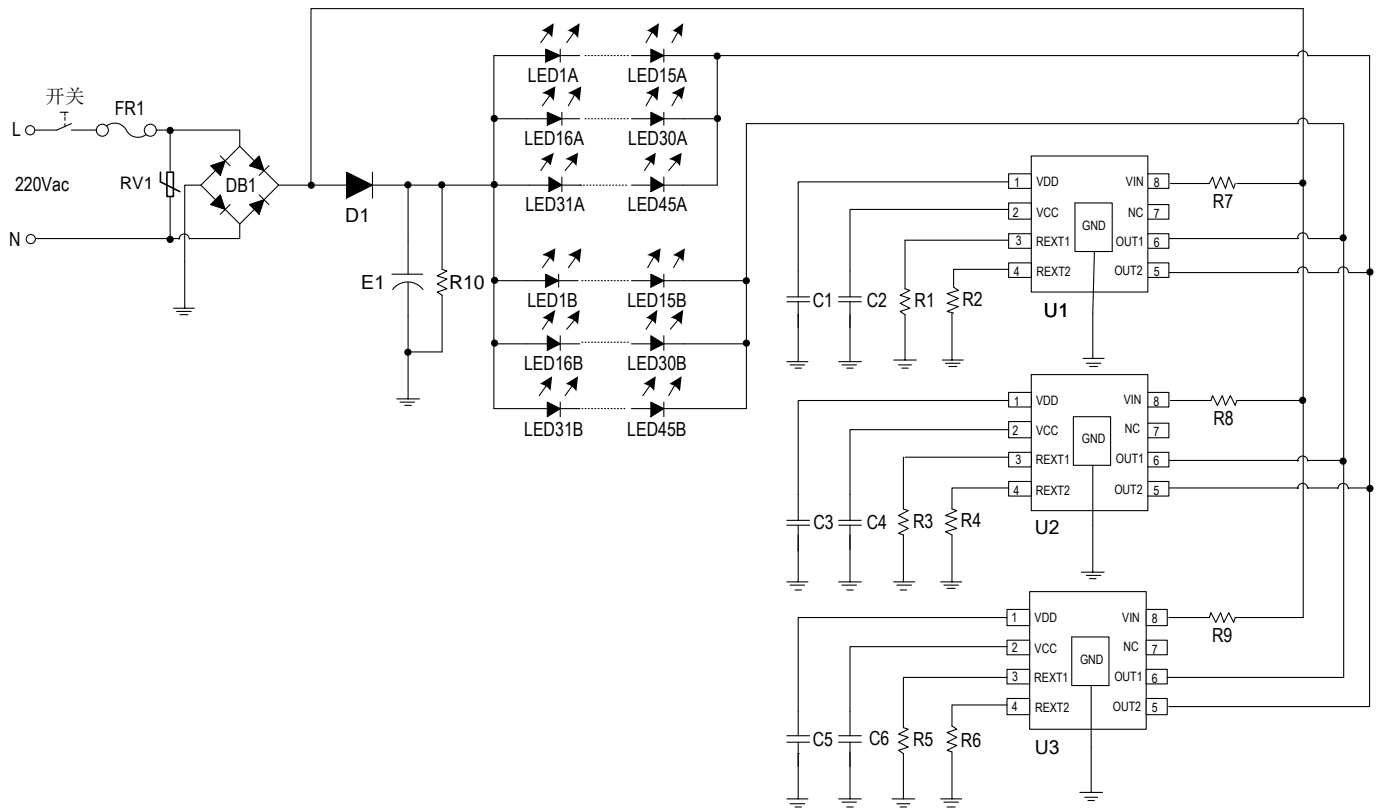 开关
L
FR1
220Vac
RV1
DB1
N
D1
E1
R10
LED1A
LED15A
LED16A
LED30A
LED31A
LED45A
LED1B
LED15B
LED16B
LED30B
LED31B
LED45B
1 VDD VIN 8
R7
2 VCC NC 7
GND
3 REXT1 OUT1 6
4 REXT2 OUT2 5
C1 C2 R1 R2
U1
1 VDD VIN 8
R8
2 VCC NC 7
GND
3 REXT1 OUT1 6
4 REXT2 OUT2 5
C3 C4 R3 R4
U2
1 VDD VIN 8
R9
2 VCC NC 7
GND
3 REXT1 OUT1 6
4 REXT2 OUT2 5
C5 C6 R5 R6
U3